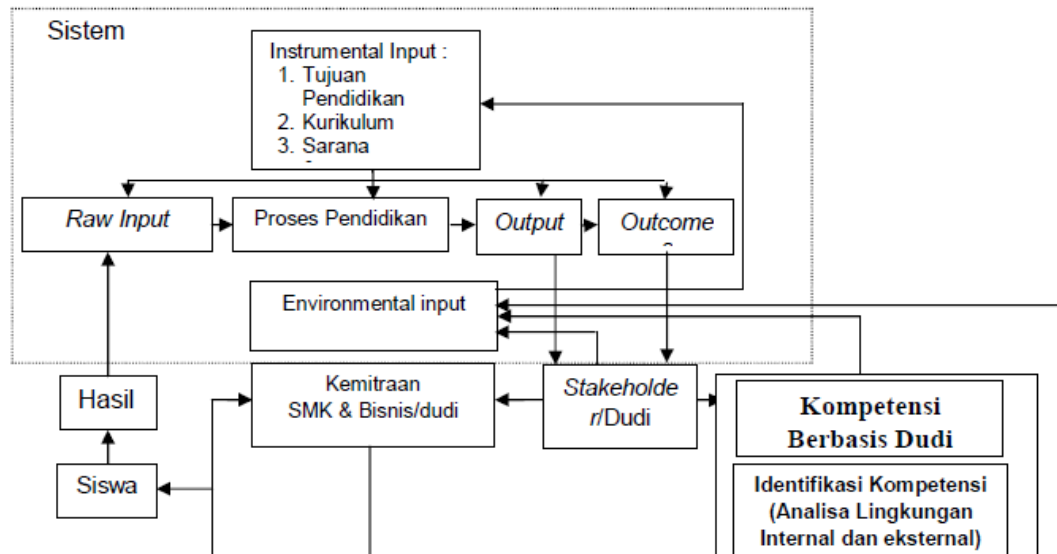 Sistem
Instrumental Input :
1. Tujuan
Pendidikan
2. Kurikulum
3. Sarana
Raw Input
Proses Pendidikan
Output
Outcome
Environmental input
Hasil
Kemitraan
SMK & Bisnis/dudi
Stakeholde
r/Dudi
Kompetensi
Berbasis Dudi
Siswa
Identifikasi Kompetensi
(Analisa Lingkungan
Internal dan eksternal)